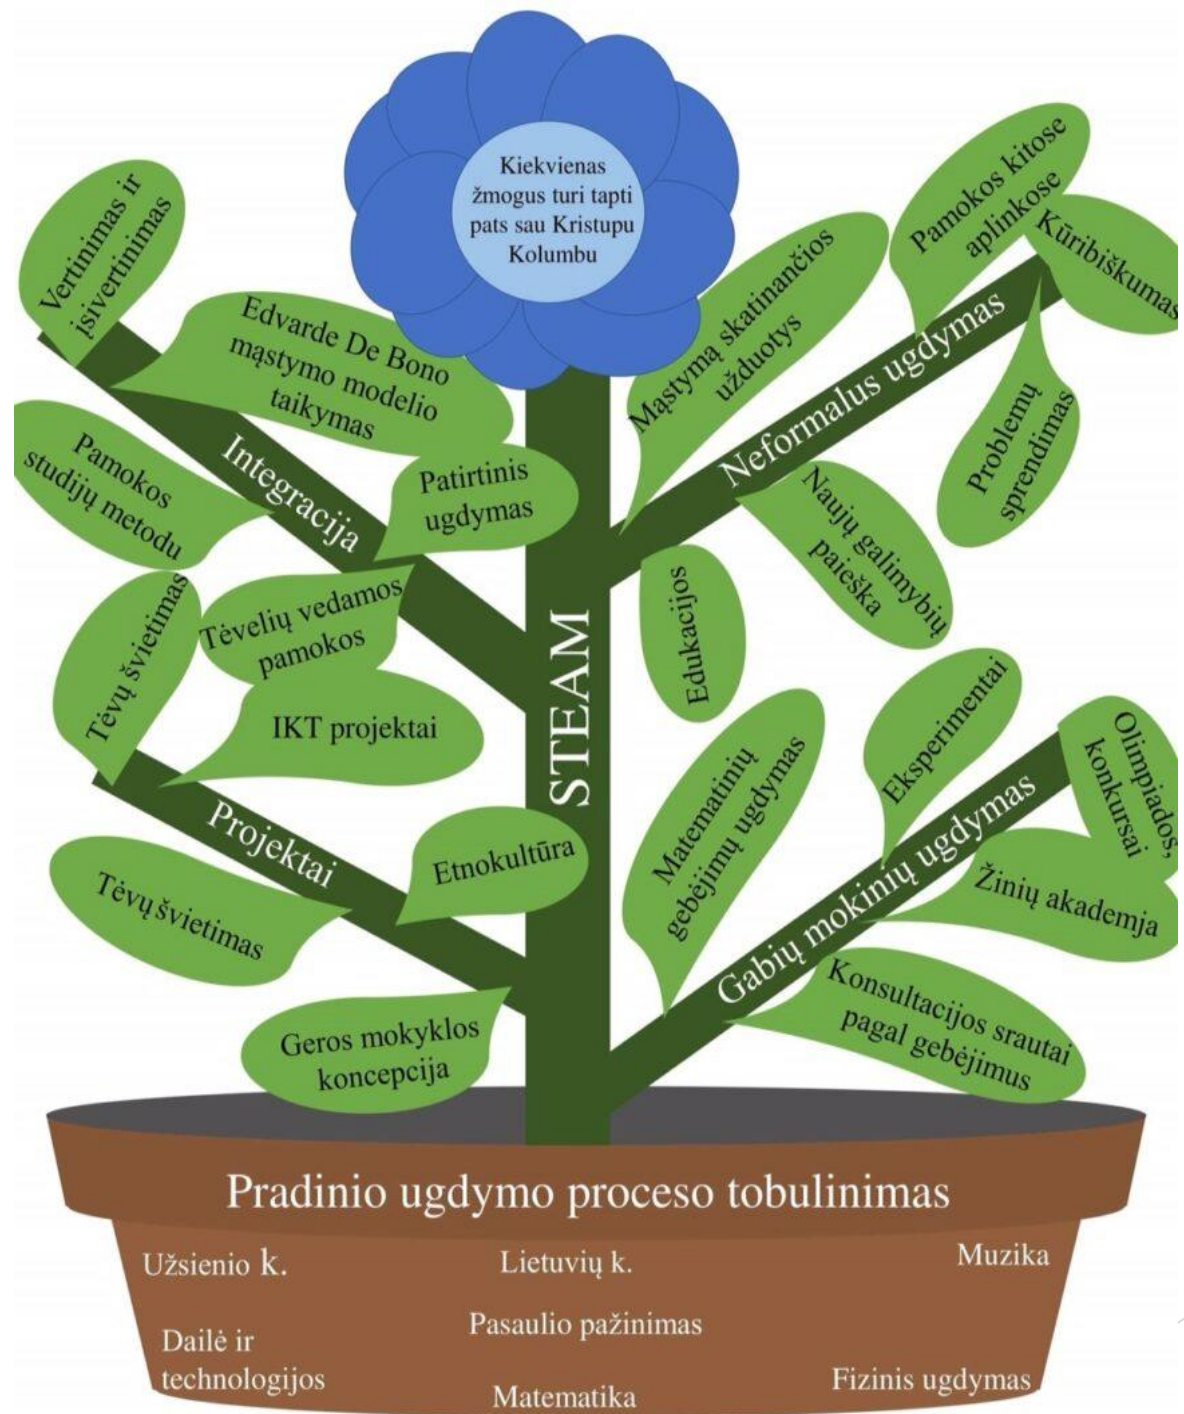 Kiekvienas
žmogus turi tapti
pats sau Kristupu
Kolumbu
Vertinimas ir
įsivertinimas
Edvarde De Bono
mąstymo modelio
taikymas
Integracija
Pamokos
studijų metodu
Patirtinis
ugdymas
Tėvelių vedamos
pamokos
Mąstymą skatinančios
užduotys
Pamokos kitose
aplinkose
Kūribiškumas
Neformalus ugdymas
Problemų
sprendimas
Naujų galimybių
paieška
Edukacijos
STEAM
Tėvų švietimas
IKT projektai
Projektai
Etnokultūra
Tėvų švietimas
Geros mokyklos
koncepcija
Matematinių
gebėjimų ugdymas
Eksperimentai
Olimpiados,
konkursai
Gabių mokinių ugdymas
Žinių akademja
Konsultacijos srautai
pagal gebėjimus
Pradinio ugdymo proceso tobulinimas
Užsienio k.
Lietuvių k.
Muzika
Pasaulio pažinimas
Dailė ir
technologijos
Matematika
Fizinis ugdymas